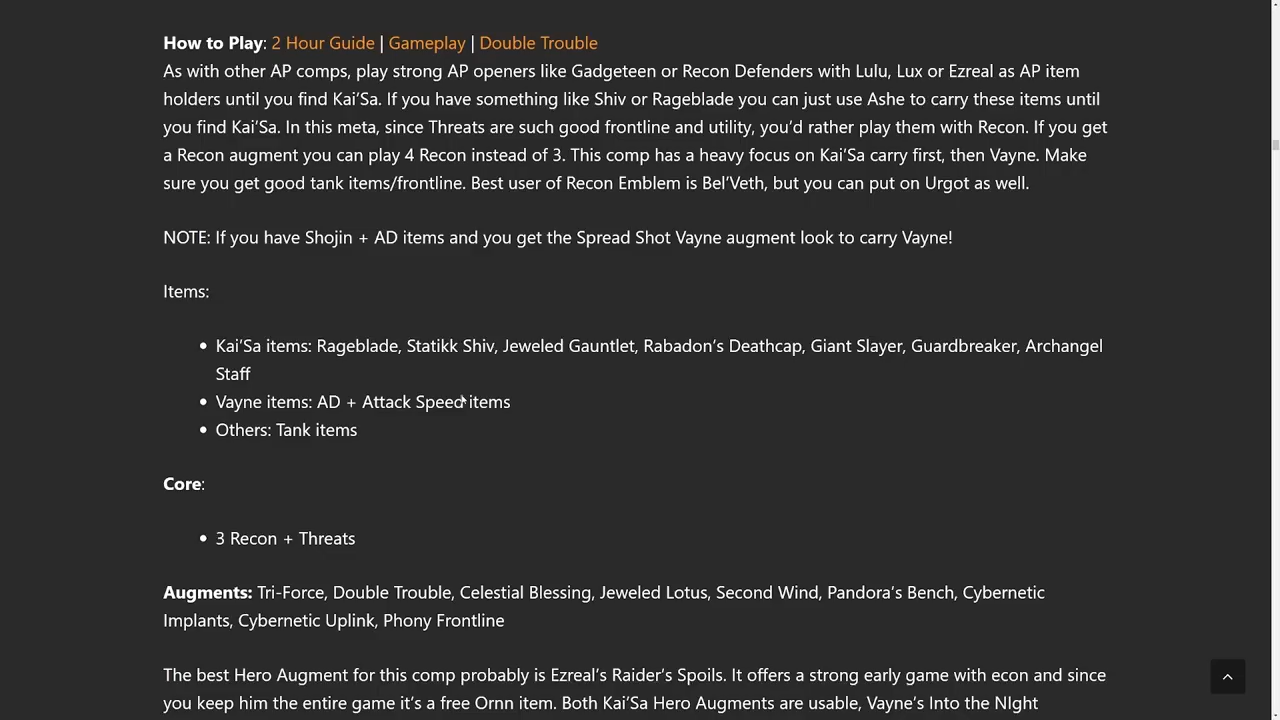 How to Play: 2 Hour Guide | Gameplay | Double Trouble
As with other AP comps, play strong AP openers like Gadgeteen or Recon Defenders with Lulu, Lux or Ezreal as AP item
holders until you find Kai’Sa. If you have something like Shiv or Rageblade you can just use Ashe to carry these items until
you find Kai’Sa. In this meta, since Threats are such good frontline and utility, you’d rather play them with Recon. If you get
a Recon augment you can play 4 Recon instead of 3. This comp has a heavy focus on Kai’Sa carry first, then Vayne. Make
sure you get good tank items/frontline. Best user of Recon Emblem is Bel’Veth, but you can put on Urgot as well.
NOTE: If you have Shojin + AD items and you get the Spread Shot Vayne augment look to carry Vayne!
Items:
• Kai’Sa items: Rageblade, Statikk Shiv, Jeweled Gauntlet, Rabadon’s Deathcap, Giant Slayer, Guardbreaker, Archangel
Staff
• Vayne items: AD + Attack Speed items
• Others: Tank items
Core:
• 3 Recon + Threats
Augments: Tri-Force, Double Trouble, Celestial Blessing, Jeweled Lotus, Second Wind, Pandora’s Bench, Cybernetic
Implants, Cybernetic Uplink, Phony Frontline
The best Hero Augment for this comp probably is Ezreal’s Raider’s Spoils. It offers a strong early game with econ and since
you keep him the entire game it’s a free Ornn item. Both Kai’Sa Hero Augments are usable, Vayne’s Into the NIght